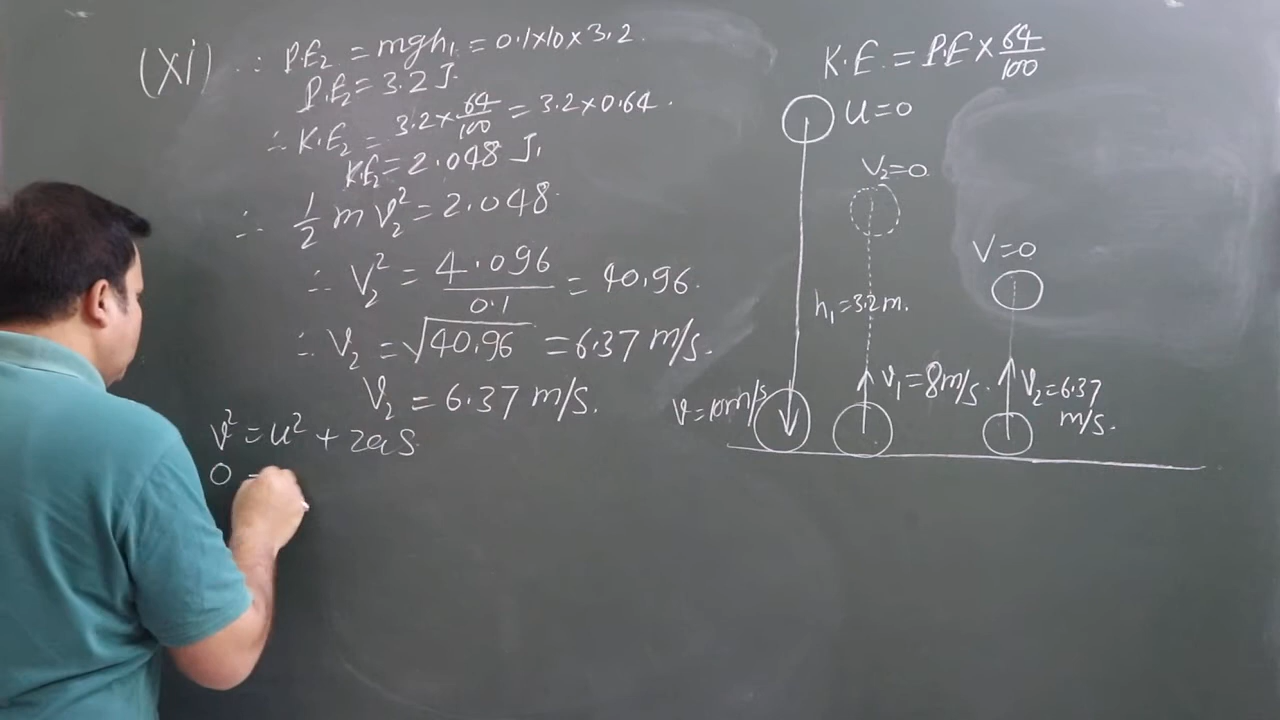 (xi) ∴ P.E₂ = mgh₁ = 0.1×10×3.2.
P.E₂ = 3.2 J.
∴ K.E₂ = 3.2 × 64/100 = 3.2 × 0.64.
K.E₂ = 2.048 J.
∴ 1/2 m V₂² = 2.048.
∴ V₂² = 4.096/0.1 = 40.96.
∴ V₂ = √40.96 = 6.37 m/s.
V₂ = 6.37 m/s.
v² = u² + 2as
0 =
K.E. = P.E × 64/100
u = 0
V₂ = 0.
V = 0
h₁ = 3.2 m.
V = 10 m/s
V₁ = 8 m/s.
V₂ = 6.37
m/s.